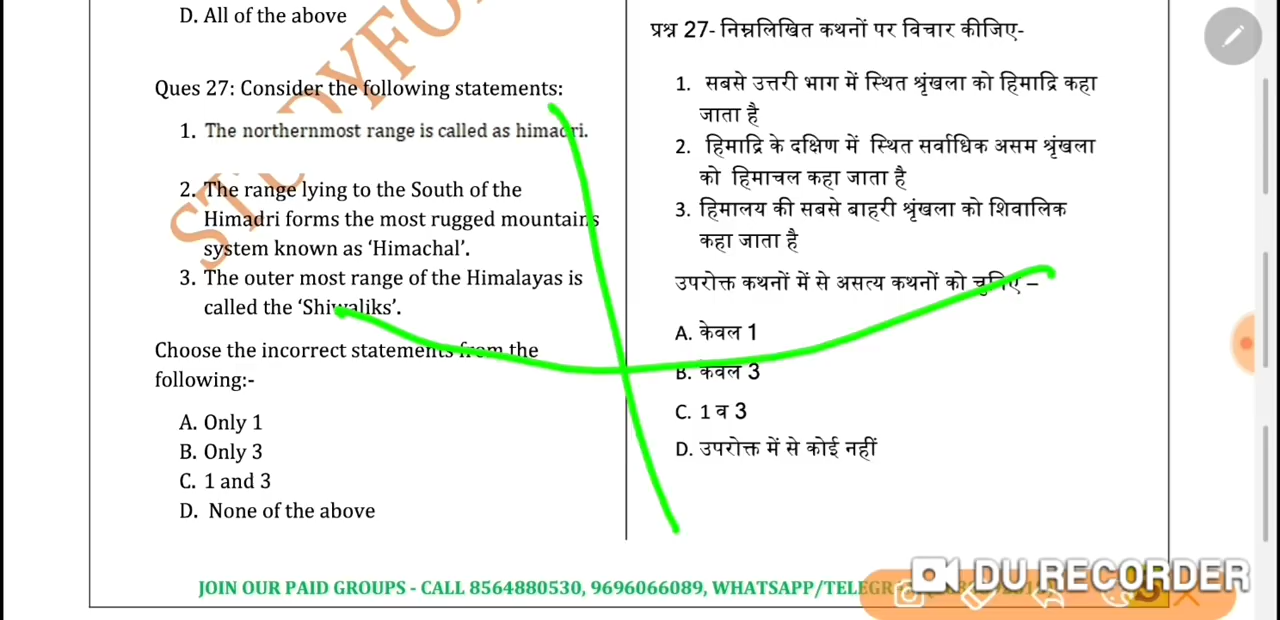 D. All of the above
Ques 27: Consider the following statements:
1. The northernmost range is called as himadri.
2. The range lying to the South of the
Himadri forms the most rugged mountains
system known as ‘Himachal’.
3. The outer most range of the Himalayas is
called the ‘Shiwaliks’.
Choose the incorrect statements from the
following:-
A. Only 1
B. Only 3
C. 1 and 3
D. None of the above
प्रश्न 27- निम्नलिखित कथनों पर विचार कीजिए-
1. सबसे उत्तरी भाग में स्थित श्रृंखला को हिमाद्रि कहा
जाता है
2. हिमाद्रि के दक्षिण में स्थित सर्वाधिक असम श्रृंखला
को हिमाचल कहा जाता है
3. हिमालय की सबसे बाहरी श्रृंखला को शिवालिक
कहा जाता है
उपरोक्त कथनों में से असत्य कथनों को चुनिए –
A. केवल 1
B. केवल 3
C. 1 व 3
D. उपरोक्त में से कोई नहीं
JOIN OUR PAID GROUPS - CALL 8564880530, 9696066089, WHATSAPP/TELEGR
DU RECORDER